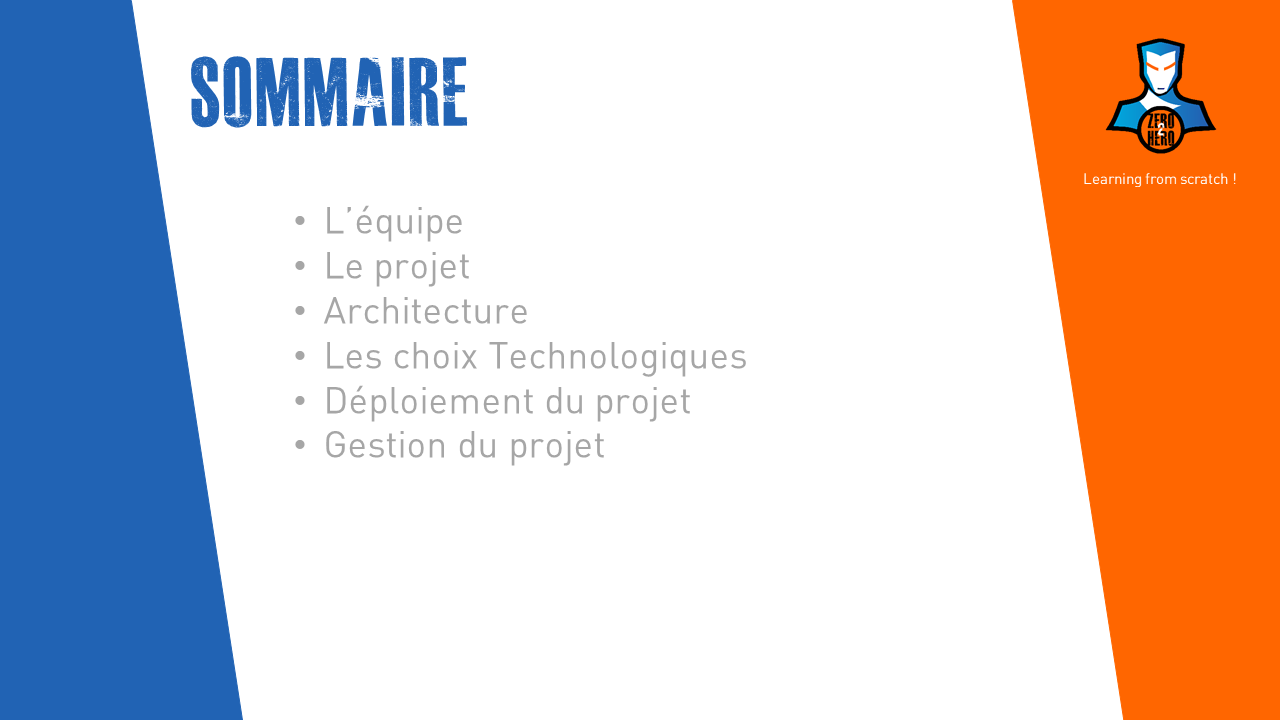 SOMMAIRE
ZERO
2
HERO
Learning from scratch !
• L’équipe
• Le projet
• Architecture
• Les choix Technologiques
• Déploiement du projet
• Gestion du projet